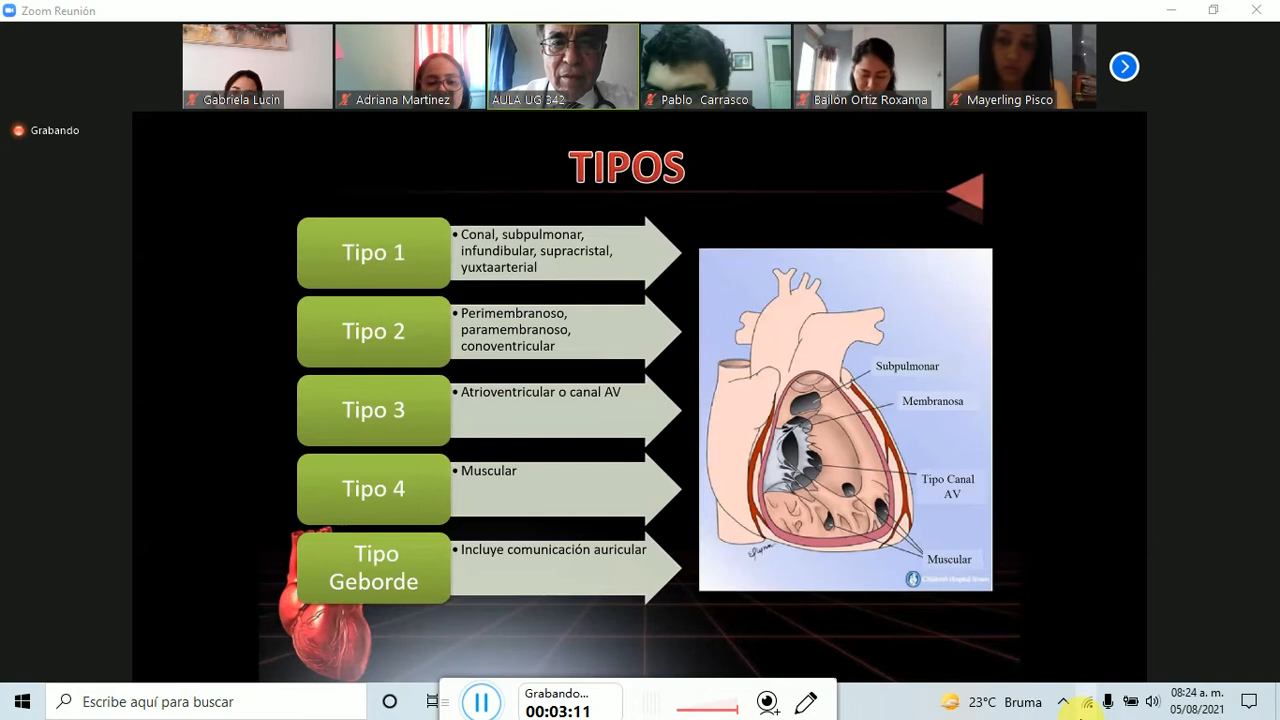 Zoom Reunión
Gabriela Lucin
Adriana Martinez
AULA UG 342
Pablo Carrasco
Bailón Ortiz Roxanna
Mayerling Pisco
Grabando
TIPOS
Tipo 1
• Conal, subpulmonar,
infundibular, supracristal,
yuxtaarterial
Tipo 2
• Perimembranoso,
paramembranoso,
conoventricular
Tipo 3
• Atrioventricular o canal AV
Tipo 4
• Muscular
Tipo
Geborde
• Incluye comunicación auricular
Subpulmonar
Membranosa
Tipo Canal
AV
Muscular
Children's Hospital Boston
Escribe aquí para buscar
Grabando...
00:03:11
23°C Bruma
08:24 a. m.
05/08/2021